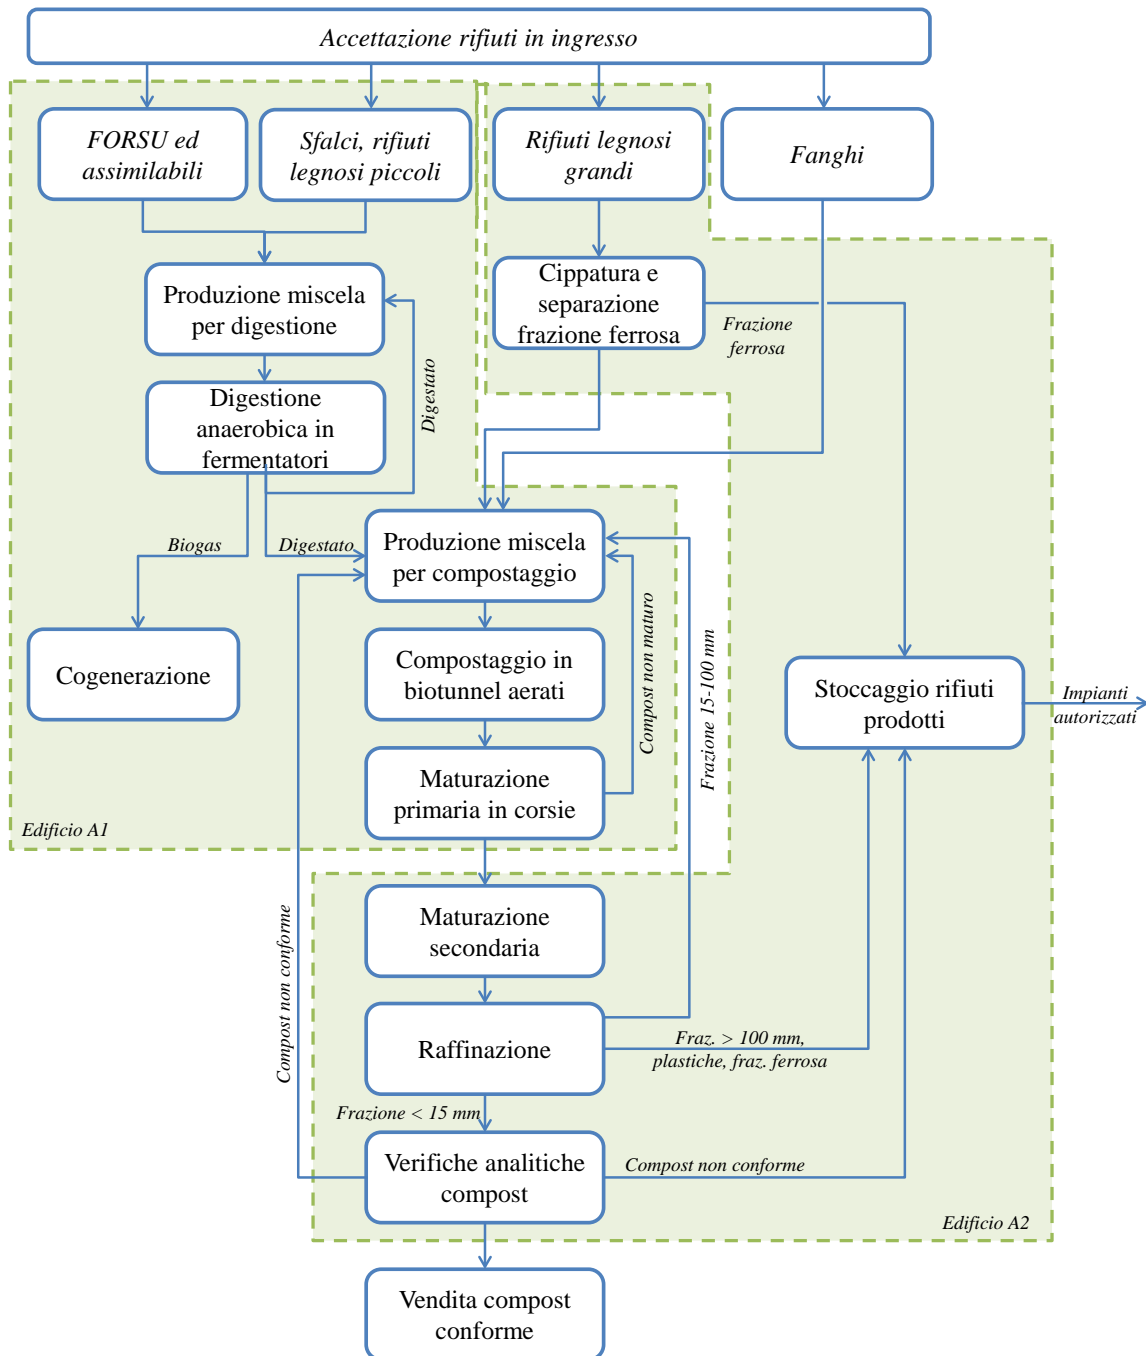 Accettazione rifiuti in ingresso
FORSU ed
assimilabili
Sfalci, rifiuti
legnosi piccoli
Rifiuti legnosi
grandi
Fanghi
Produzione miscela
per digestione
Cippatura e
separazione
frazione ferrosa
Frazione
ferrosa
Digestione
anaerobica in
fermentatori
Digestato
Biogas
Digestato
Produzione miscela
per compostaggio
Cogenerazione
Compostaggio in
biotunnel aerati
Compost non maturo
Frazione 15-100 mm
Stoccaggio rifiuti
prodotti
Impianti
autorizzati
Maturazione
primaria in corsie
Edificio A1
Maturazione
secondaria
Compost non conforme
Raffinazione
Fraz. > 100 mm,
plastiche, fraz. ferrosa
Frazione < 15 mm
Verifiche analitiche
compost
Compost non conforme
Edificio A2
Vendita compost
conforme